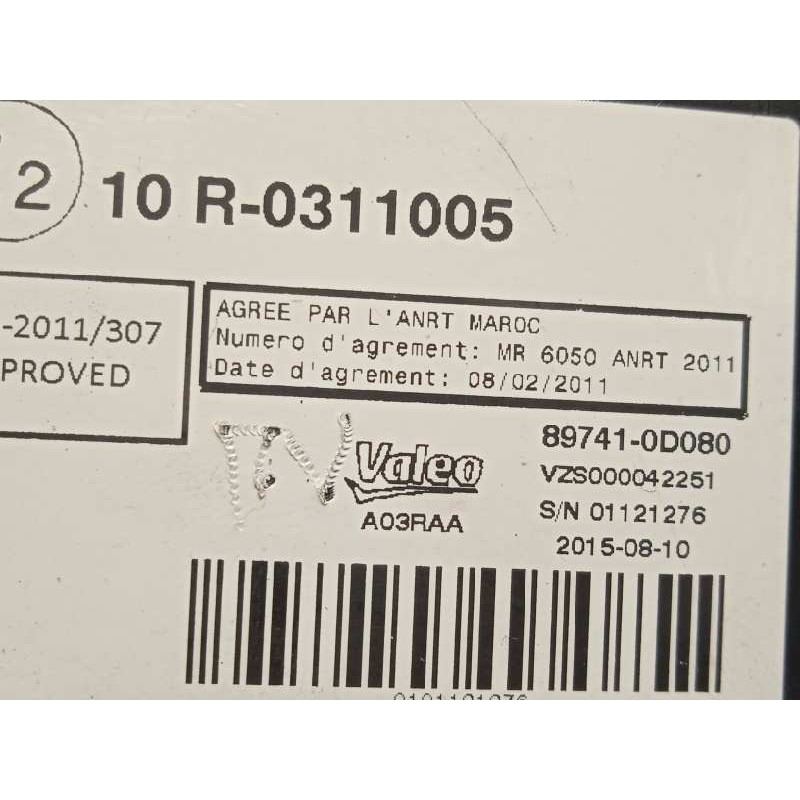 2
10 R-0311005
-2011/307
PROVED
AGREE PAR L'ANRT MAROC
Numero d'agrement: MR 6050 ANRT 2011
Date d'agrement: 08/02/2011
Valeo
A03RAA
89741-0D080
VZS000042251
S/N 01121276
2015-08-10